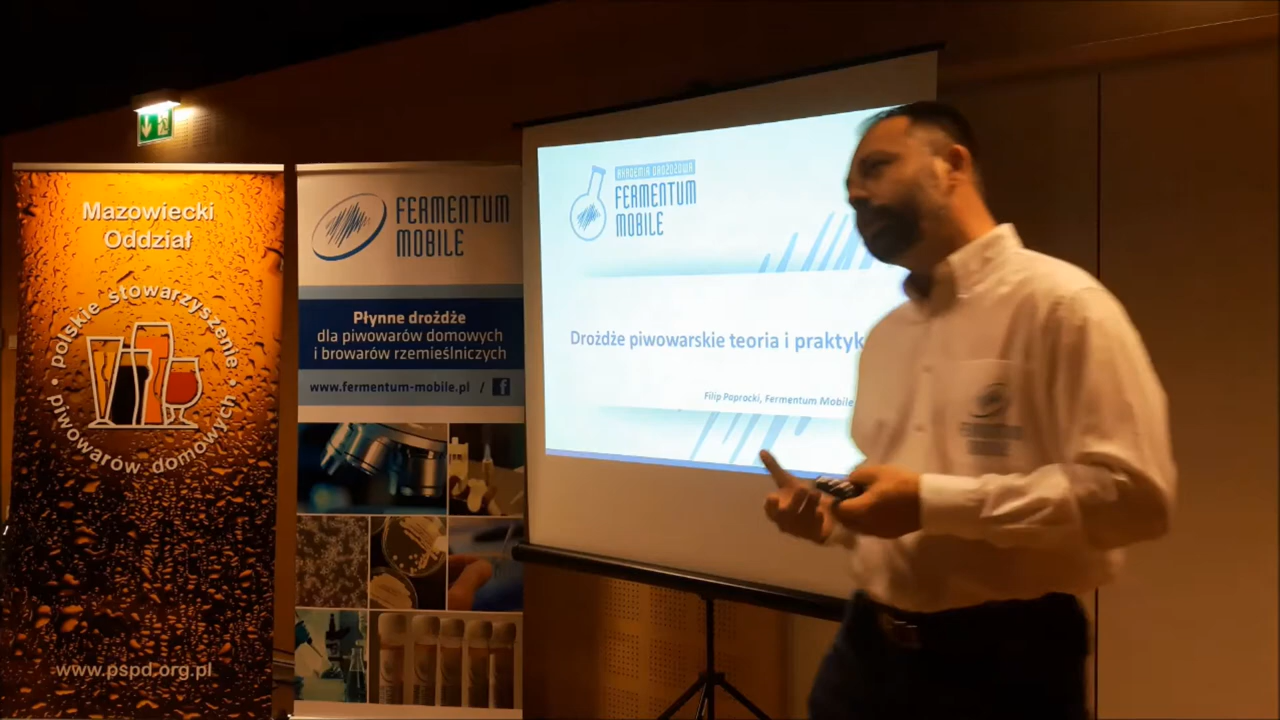 Mazowiecki
Oddział
• polskie stowarzyszenie •
piwowarów domowych
www.pspd.org.pl
FERMENTUM
MOBILE
Płynne drożdże
dla piwowarów domowych
i browarów rzemieślniczych
www.fermentum-mobile.pl / f
AKADEMIA DROŻDŻOWA
FERMENTUM
MOBILE
Drożdże piwowarskie teoria i praktyk
Filip Paprocki, Fermentum Mobile